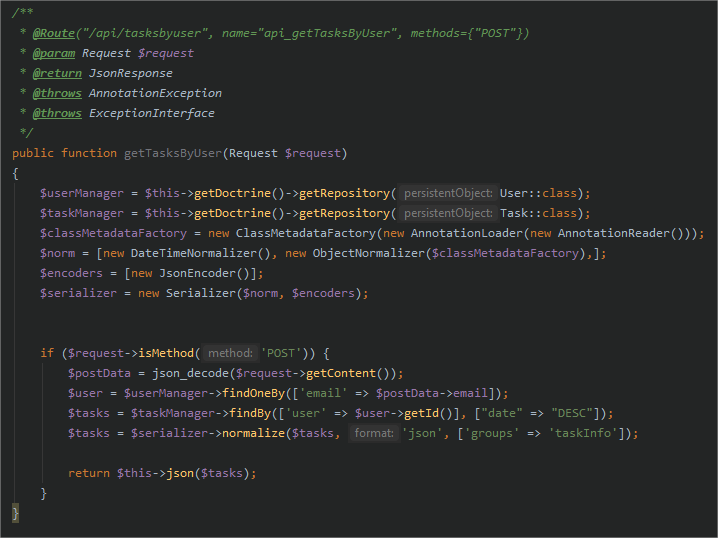 /**
 * @Route("/api/tasksbyuser", name="api_getTasksByUser", methods={"POST"})
 * @param Request $request
 * @return JsonResponse
 * @throws AnnotationException
 * @throws ExceptionInterface
 */
public function getTasksByUser(Request $request)
{
    $userManager = $this->getDoctrine()->getRepository( persistentObject: User::class);
    $taskManager = $this->getDoctrine()->getRepository( persistentObject: Task::class);
    $classMetadataFactory = new ClassMetadataFactory(new AnnotationLoader(new AnnotationReader()));
    $norm = [new DateTimeNormalizer(), new ObjectNormalizer($classMetadataFactory),];
    $encoders = [new JsonEncoder()];
    $serializer = new Serializer($norm, $encoders);
    if ($request->isMethod( method: 'POST')) {
        $postData = json_decode($request->getContent());
        $user = $userManager->findOneBy(['email' => $postData->email]);
        $tasks = $taskManager->findBy(['user' => $user->getId()], ["date" => "DESC"]);
        $tasks = $serializer->normalize($tasks, format: 'json', ['groups' => 'taskInfo']);
        return $this->json($tasks);
    }
}